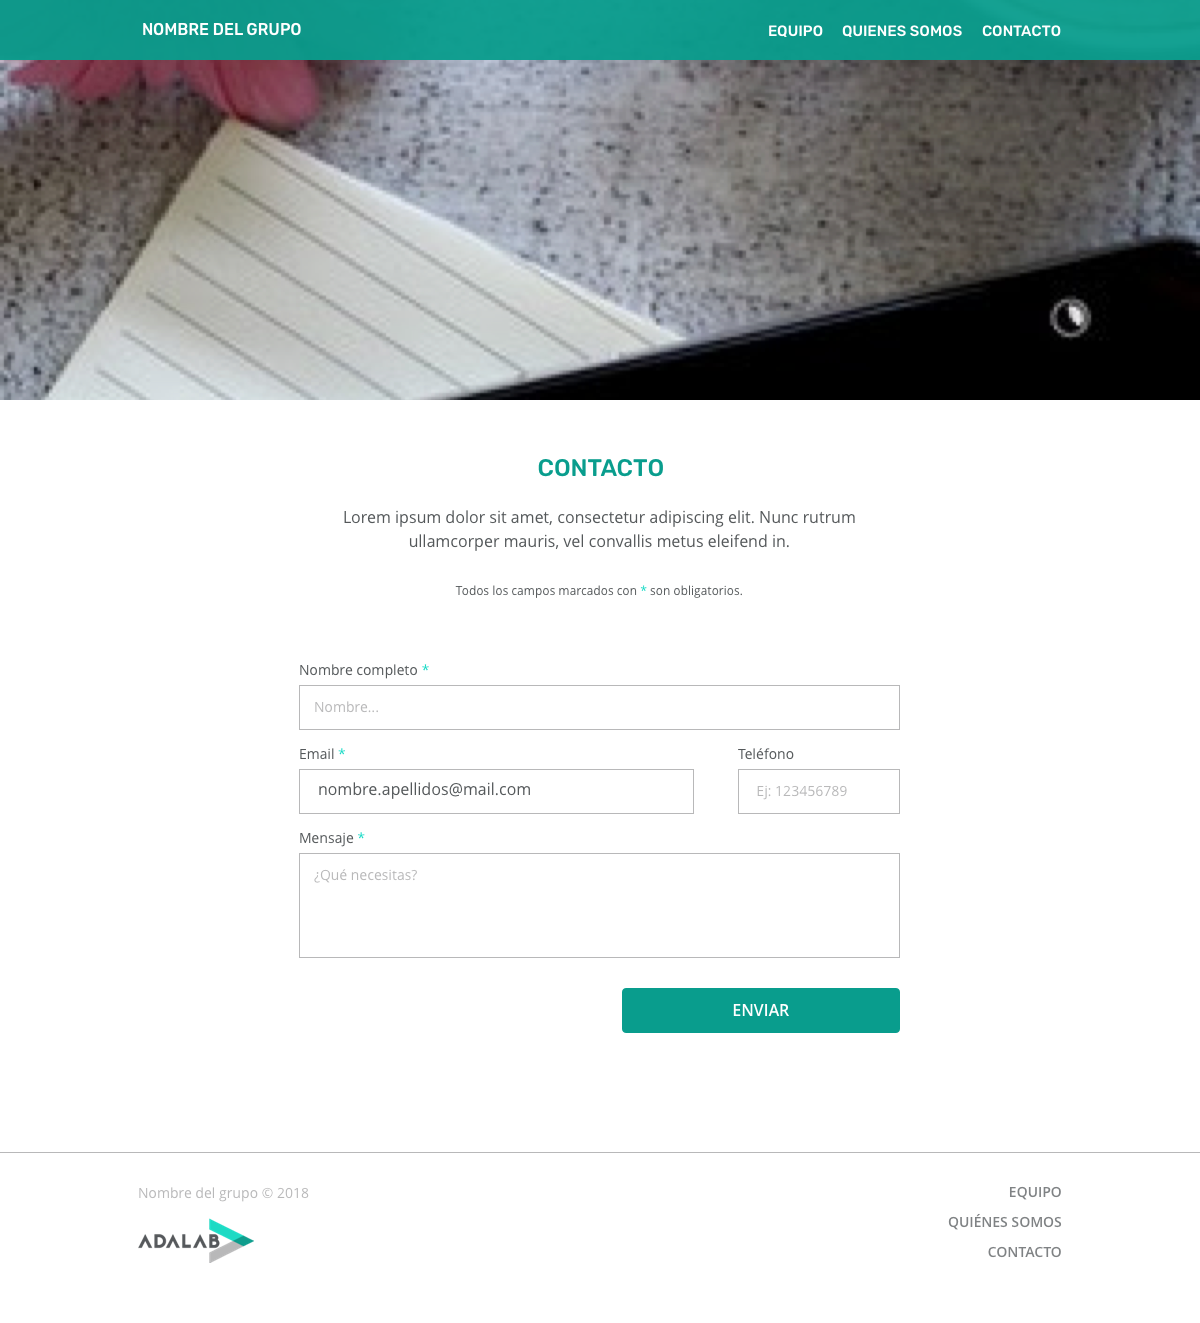 NOMBRE DEL GRUPO
EQUIPO QUIENES SOMOS CONTACTO
CONTACTO
Lorem ipsum dolor sit amet, consectetur adipiscing elit. Nunc rutrum
ullamcorper mauris, vel convallis metus eleifend in.
Todos los campos marcados con * son obligatorios.
Nombre completo *
Nombre...
Email *
nombre.apellidos@mail.com
Teléfono
Ej: 123456789
Mensaje *
¿Qué necesitas?
ENVIAR
Nombre del grupo © 2018
ADALAB
EQUIPO
QUIÉNES SOMOS
CONTACTO